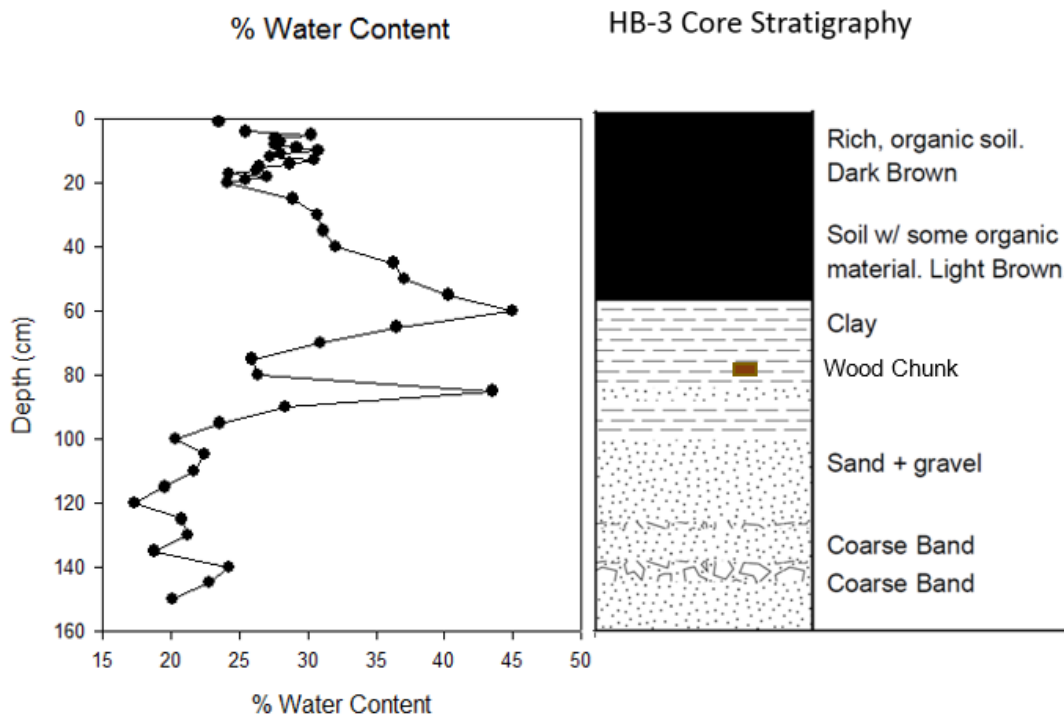 % Water Content
HB-3 Core Stratigraphy
0
20
40
60
80
100
120
140
160
Depth (cm)
15 20 25 30 35 40 45 50
% Water Content
Rich, organic soil.
Dark Brown
Soil w/ some organic
material. Light Brown
Clay
Wood Chunk
Sand + gravel
Coarse Band
Coarse Band